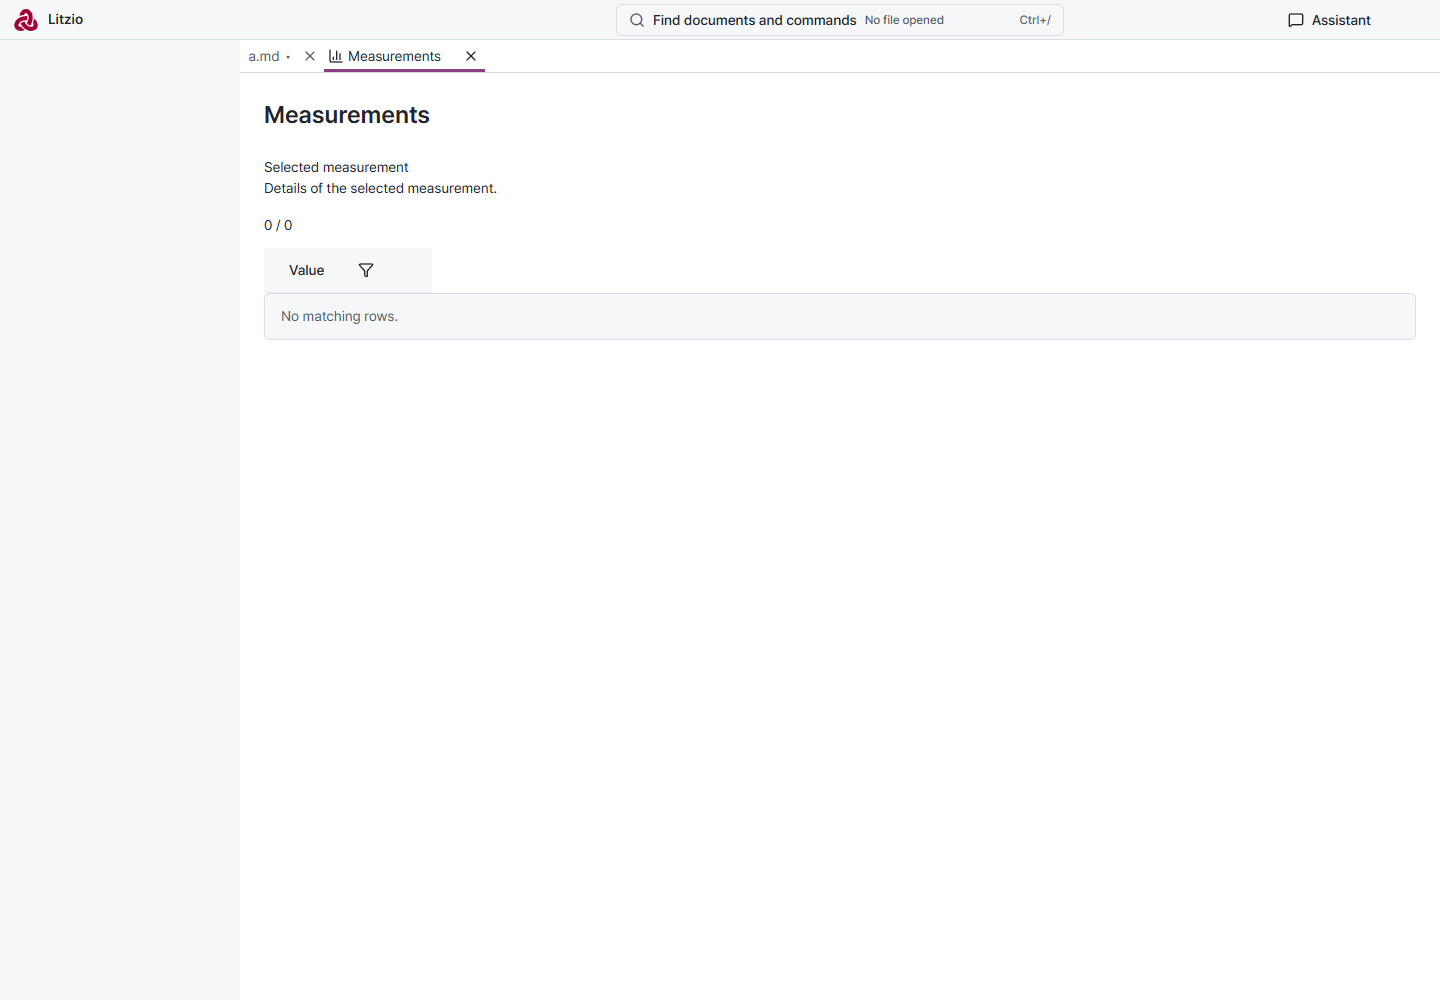 Litzio
Find documents and commands No file opened Ctrl+/
Assistant
a.md •
Measurements
Measurements
Selected measurement
Details of the selected measurement.
0 / 0
Value
No matching rows.